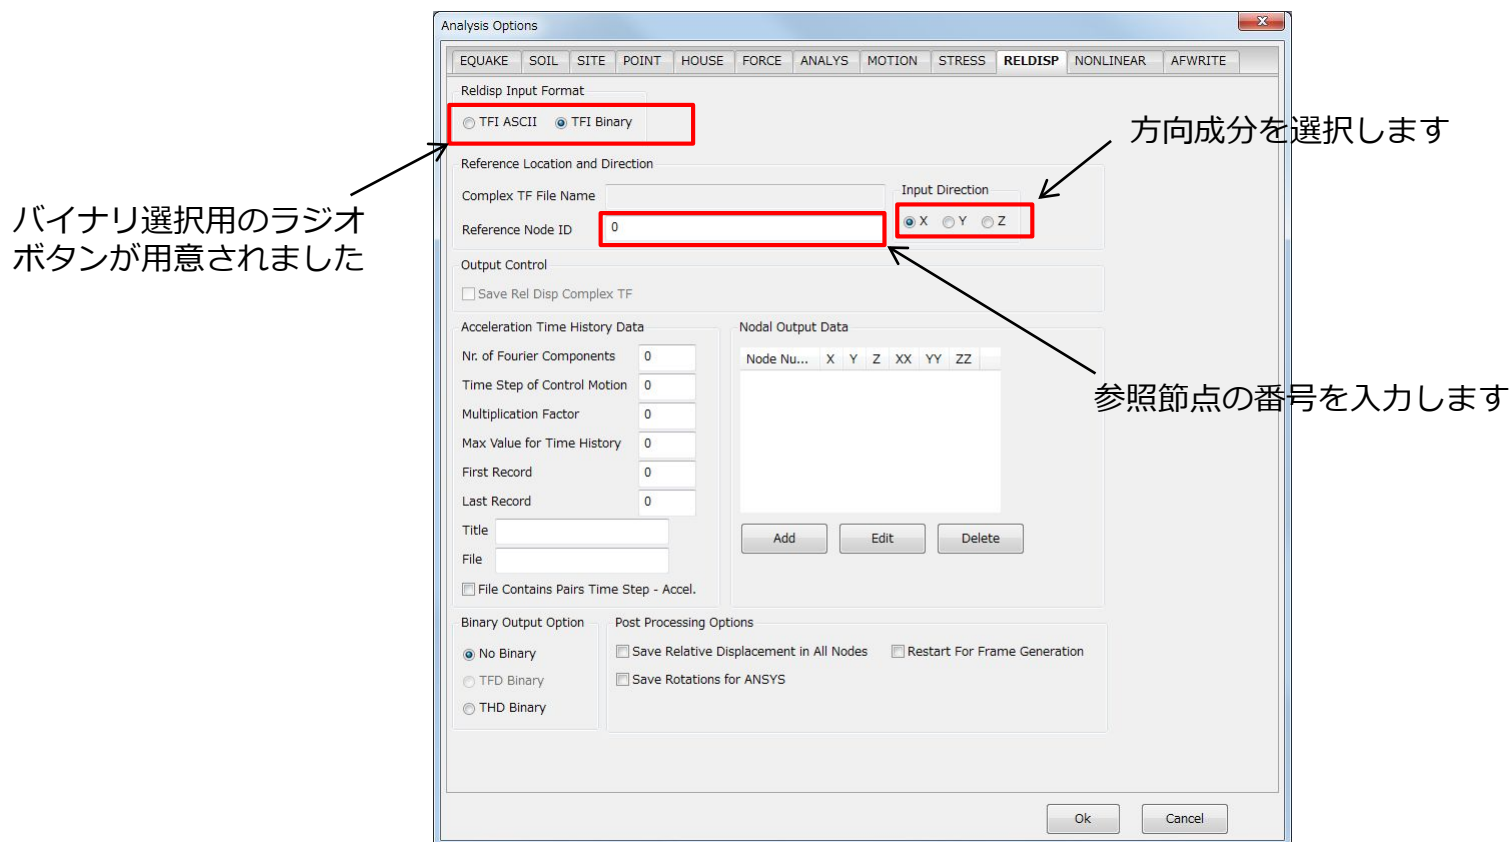 Analysis Options
EQUAKE SOIL SITE POINT HOUSE FORCE ANALYS MOTION STRESS RELDISP NONLINEAR AFWRITE
Reldisp Input Format
TFI ASCII TFI Binary
方向成分を選択します
Reference Location and Direction
Complex TF File Name
Input Direction
X Y Z
Reference Node ID 0
バイナリ選択用のラジオ
ボタンが用意されました
Output Control
Save Rel Disp Complex TF
Acceleration Time History Data
Nr. of Fourier Components 0
Time Step of Control Motion 0
Multiplication Factor 0
Max Value for Time History 0
First Record 0
Last Record 0
Title
File
File Contains Pairs Time Step - Accel.
Nodal Output Data
Node Nu... X Y Z XX YY ZZ
Add Edit Delete
参照節点の番号を入力します
Binary Output Option
No Binary
TFD Binary
THD Binary
Post Processing Options
Save Relative Displacement in All Nodes Restart For Frame Generation
Save Rotations for ANSYS
Ok Cancel